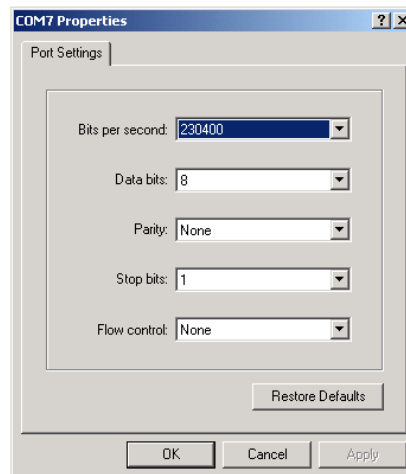 COM7 Properties
Port Settings
Bits per second: 230400
Data bits: 8
Parity: None
Stop bits: 1
Flow control: None
Restore Defaults
OK Cancel Apply